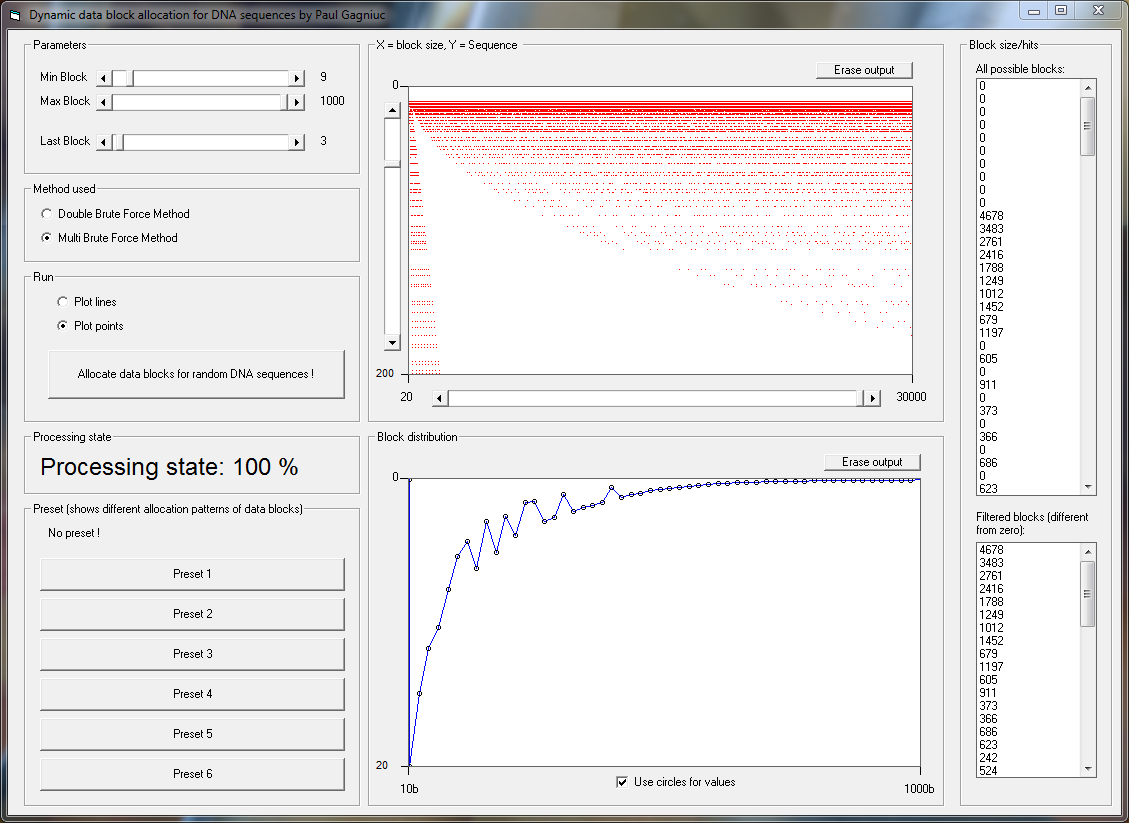 Dynamic data block allocation for DNA sequences by Paul Gagniuc
Parameters
Min Block 9
Max Block 1000
Last Block 3
Method used
Double Brute Force Method
Multi Brute Force Method
Run
Plot lines
Plot points
Allocate data blocks for random DNA sequences !
Processing state
Processing state: 100 %
Preset (shows different allocation patterns of data blocks)
No preset !
Preset 1
Preset 2
Preset 3
Preset 4
Preset 5
Preset 6
X = block size, Y = Sequence
Erase output
0
200
20 30000
Block distribution
Erase output
0
20
Use circles for values
10b 1000b
Block size/hits
All possible blocks:
0
0
0
0
0
0
0
0
0
0
4678
3483
2761
2416
1788
1249
1012
1452
679
1197
0
605
0
911
0
373
0
366
0
686
0
623
Filtered blocks (different
from zero):
4678
3483
2761
2416
1788
1249
1012
1452
679
1197
605
911
373
366
686
623
242
524